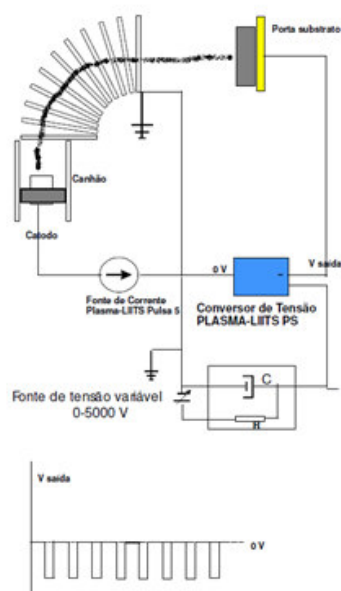 Porta substrato
Canhão
Catodo
0 V
V saída
Fonte de Corrente
Plasma-LIITS Pulsa 5
Conversor de Tensão
PLASMA-LIITS PS
Fonte de tensão variável
0-5000 V
C
R
V saída
0 V